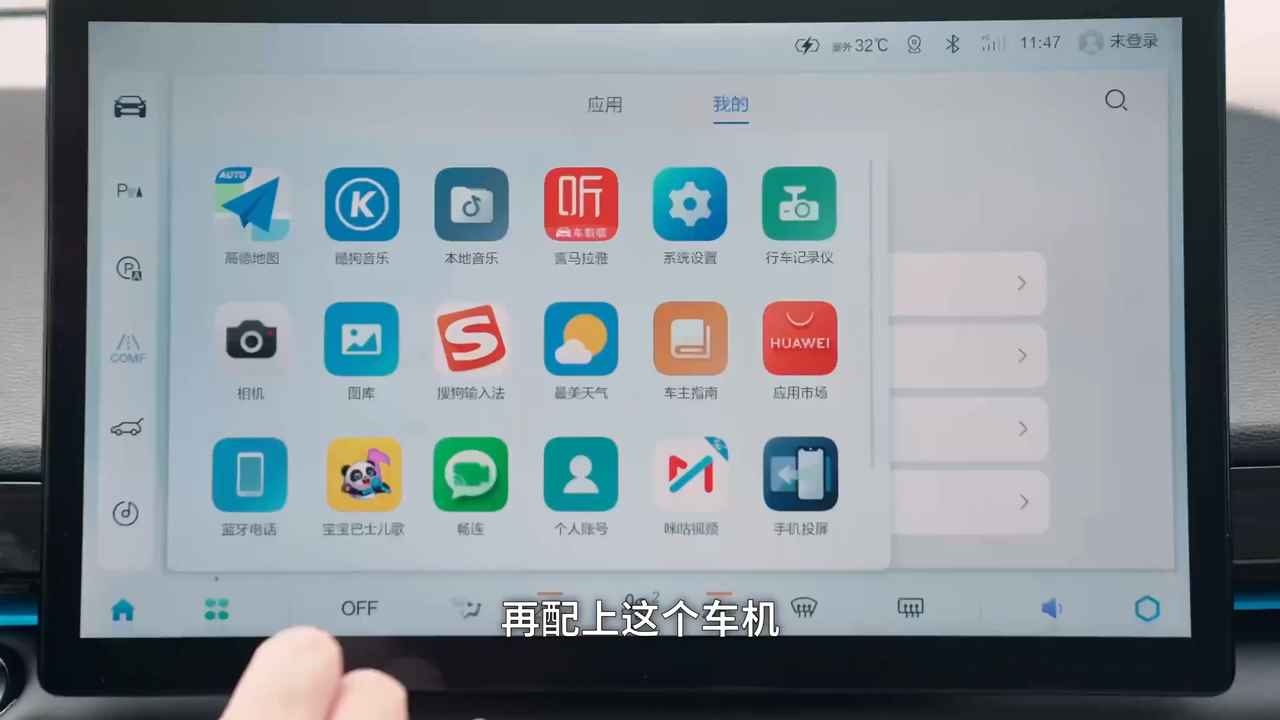 室外32℃ 4G 11:47 未登录
应用 我的
AUTO
K
听
车载版
高德地图 酷狗音乐 本地音乐 喜马拉雅 系统设置 行车记录仪
P
P A
S
HUAWEI
COMF
相机 图库 搜狗输入法 最美天气 车主指南 应用市场
蓝牙电话 宝宝巴士儿歌 畅连 个人账号 咪咕视频 手机投屏
OFF
再配上这个车机